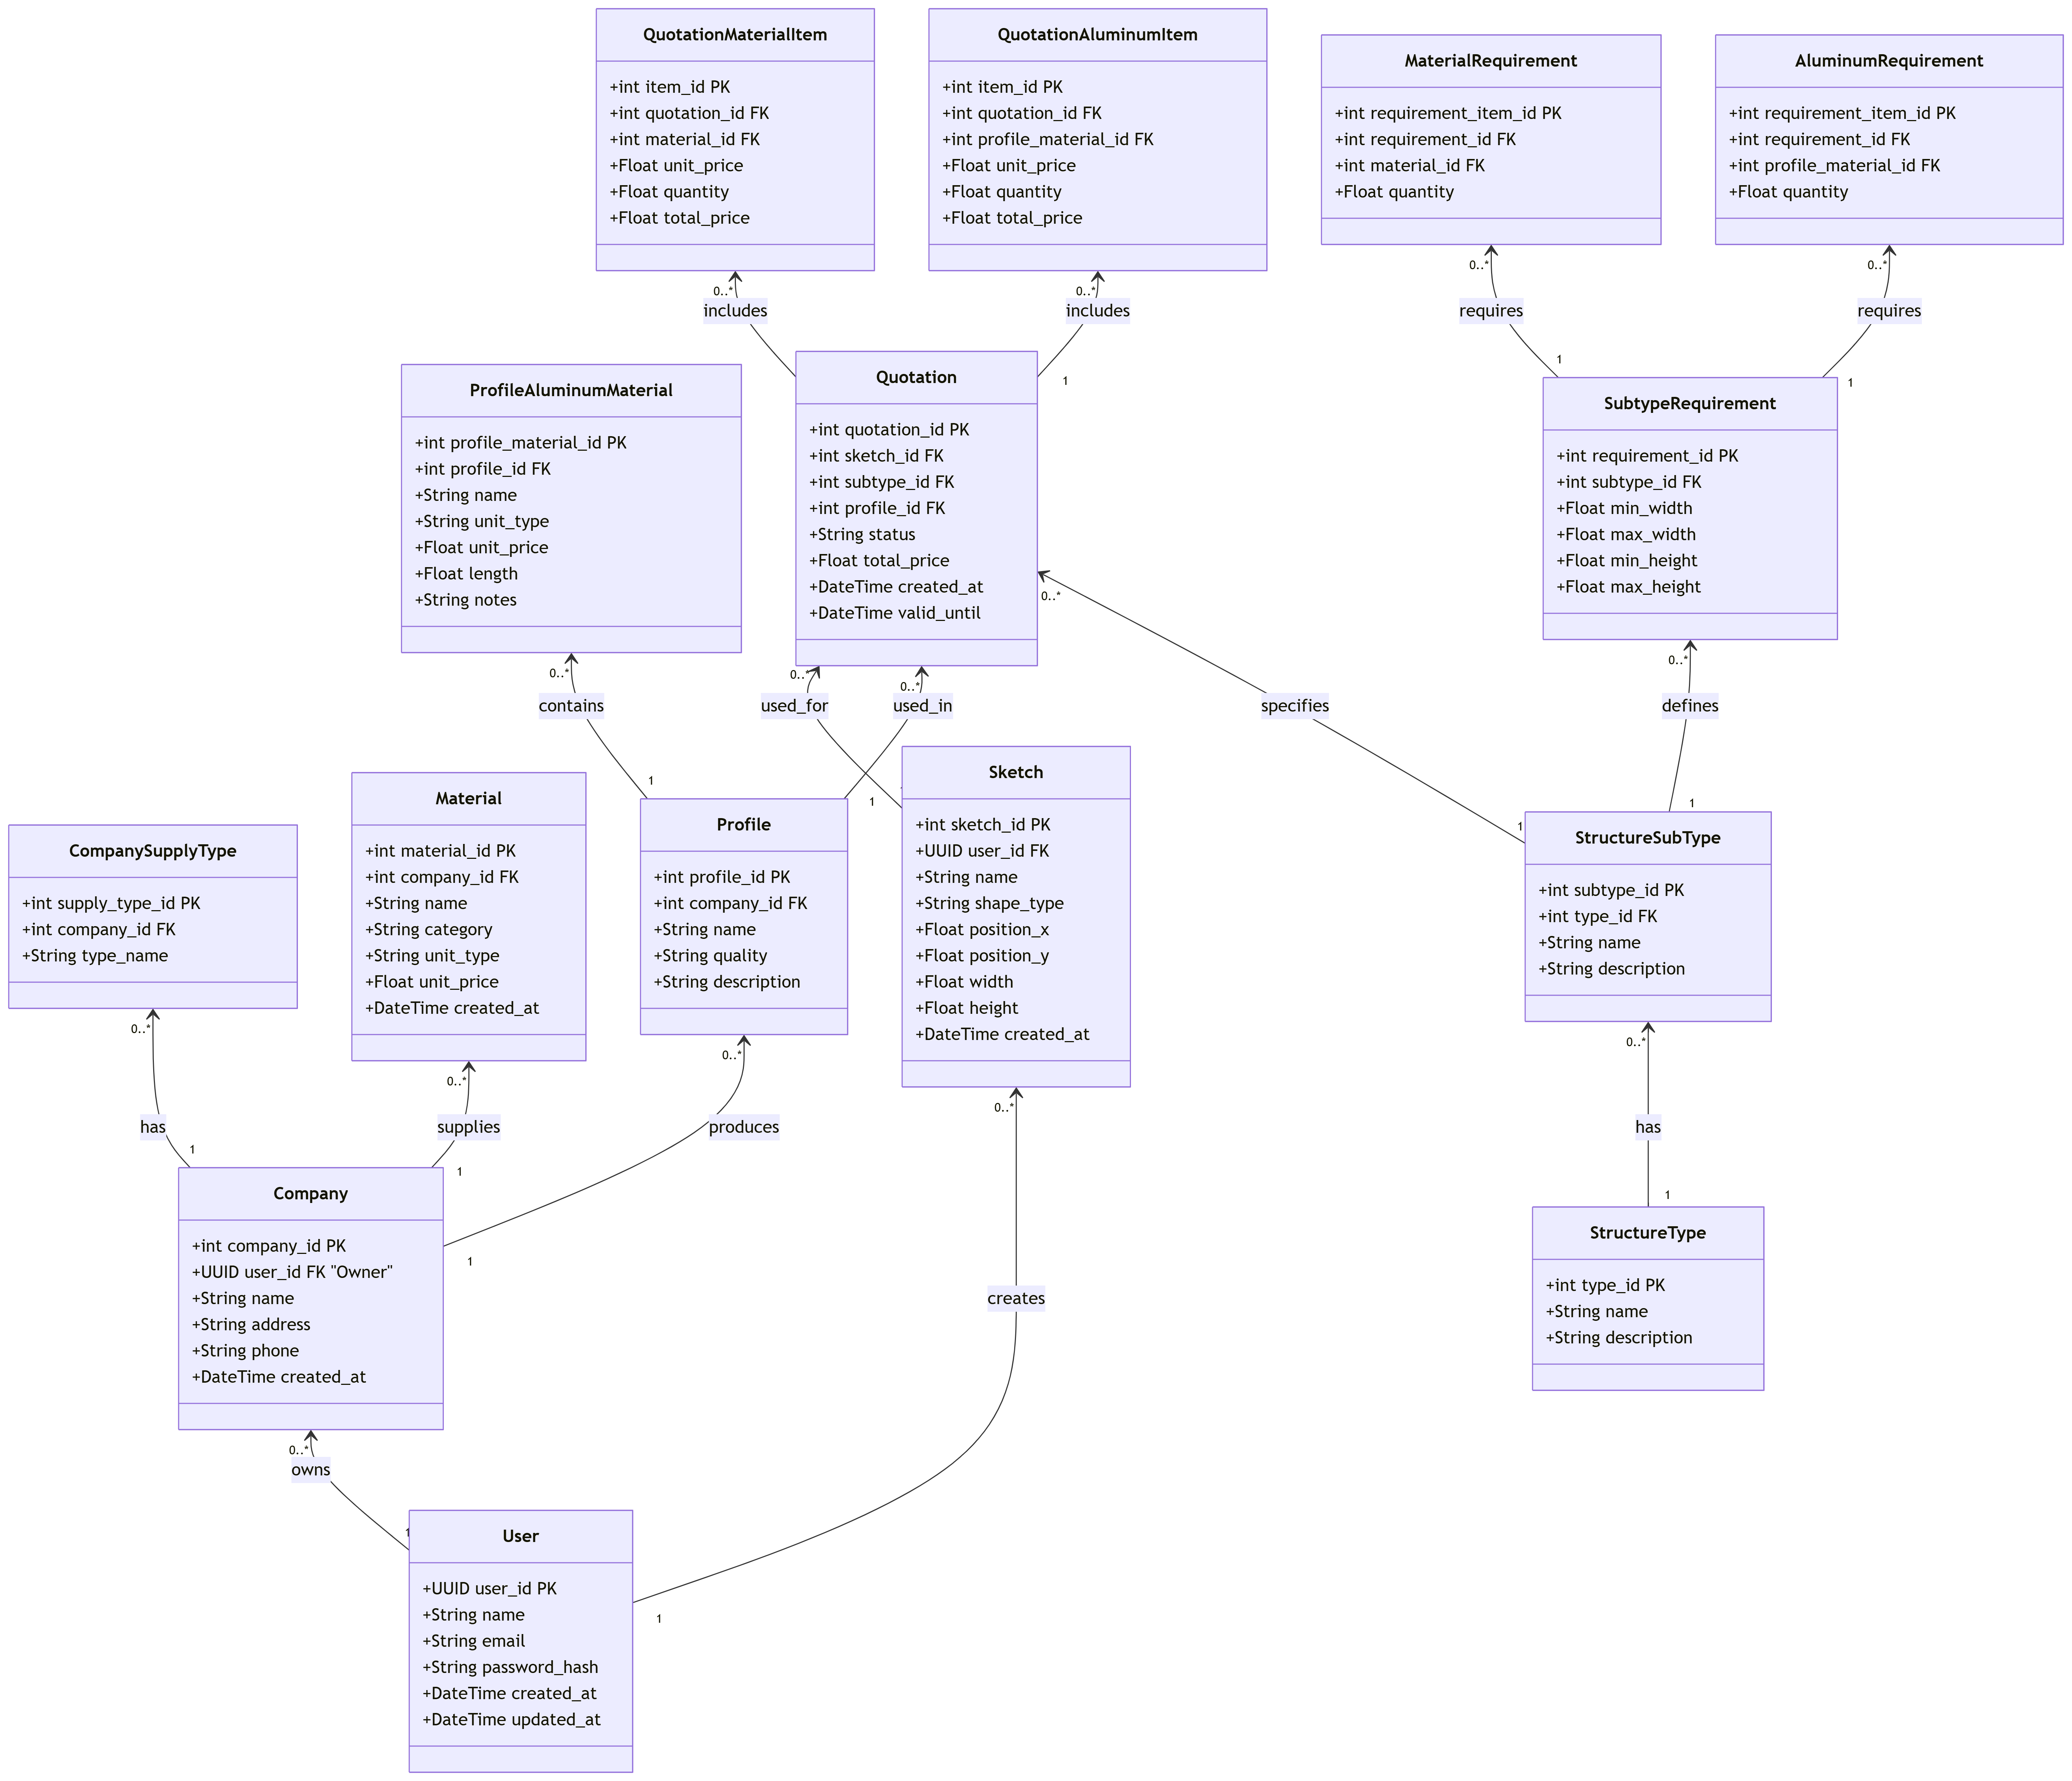 QuotationMaterialItem
+int item_id PK
+int quotation_id FK
+int material_id FK
+Float unit_price
+Float quantity
+Float total_price
QuotationAluminumItem
+int item_id PK
+int quotation_id FK
+int profile_material_id FK
+Float unit_price
+Float quantity
+Float total_price
MaterialRequirement
+int requirement_item_id PK
+int requirement_id FK
+int material_id FK
+Float quantity
AluminumRequirement
+int requirement_item_id PK
+int requirement_id FK
+int profile_material_id FK
+Float quantity
0..*
includes
0..*
includes
1
0..*
requires
1
0..*
requires
1
ProfileAluminumMaterial
+int profile_material_id PK
+int profile_id FK
+String name
+String unit_type
+Float unit_price
+Float length
+String notes
Quotation
+int quotation_id PK
+int sketch_id FK
+int subtype_id FK
+int profile_id FK
+String status
+Float total_price
+DateTime created_at
+DateTime valid_until
SubtypeRequirement
+int requirement_id PK
+int subtype_id FK
+Float min_width
+Float max_width
+Float min_height
+Float max_height
0..*
contains
1
0..*
used_for
0..*
used_in
1
0..*
specifies
1
0..*
defines
1
CompanySupplyType
+int supply_type_id PK
+int company_id FK
+String type_name
Material
+int material_id PK
+int company_id FK
+String name
+String category
+String unit_type
+Float unit_price
+DateTime created_at
Profile
+int profile_id PK
+int company_id FK
+String name
+String quality
+String description
Sketch
+int sketch_id PK
+UUID user_id FK
+String name
+String shape_type
+Float position_x
+Float position_y
+Float width
+Float height
+DateTime created_at
StructureSubType
+int subtype_id PK
+int type_id FK
+String name
+String description
0..*
has
1
0..*
supplies
1
0..*
produces
1
0..*
creates
1
0..*
has
1
Company
+int company_id PK
+UUID user_id FK "Owner"
+String name
+String address
+String phone
+DateTime created_at
StructureType
+int type_id PK
+String name
+String description
0..*
owns
1
User
+UUID user_id PK
+String name
+String email
+String password_hash
+DateTime created_at
+DateTime updated_at